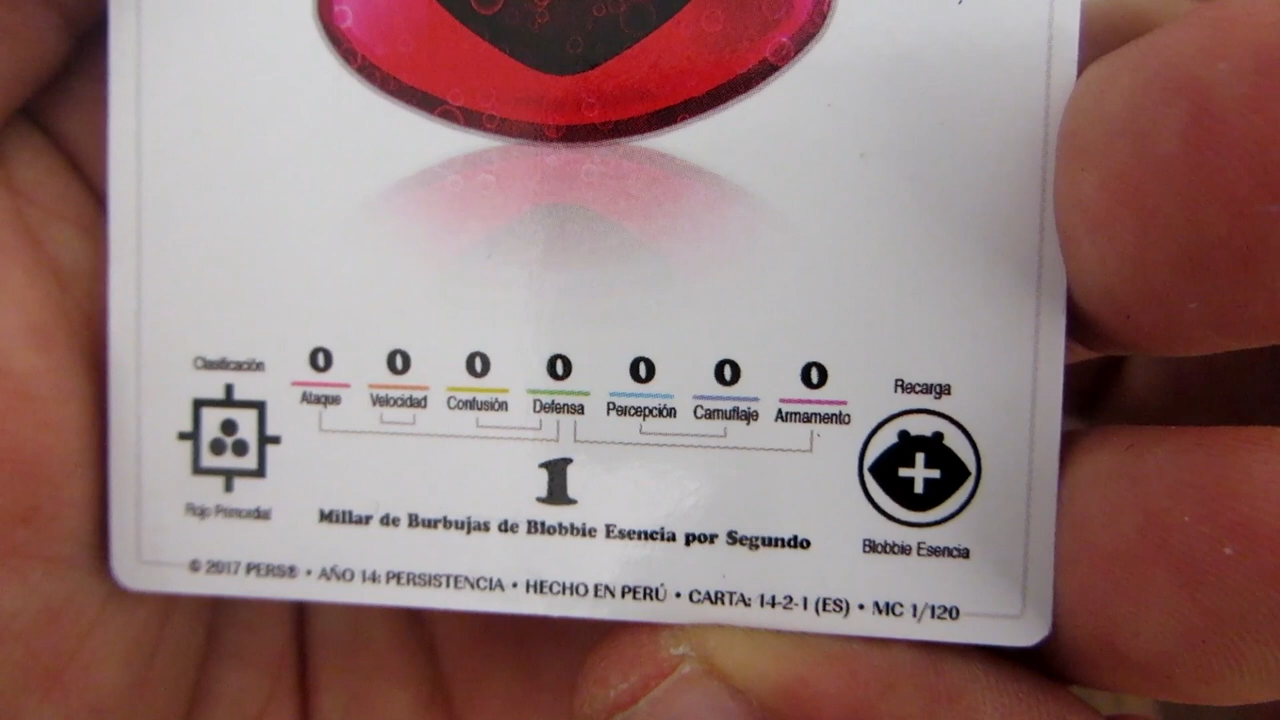 Clasificación
0 0 0 0 0 0 0
Ataque Velocidad Confusión Defensa Percepción Camuflaje Armamento
Recarga
1
Rojo Primordial
Millar de Burbujas de Blobbie Esencia por Segundo
Blobbie Esencia
© 2017 PERS® • AÑO 14: PERSISTENCIA • HECHO EN PERÚ • CARTA: 14-2-1 (ES) • MC 1/120